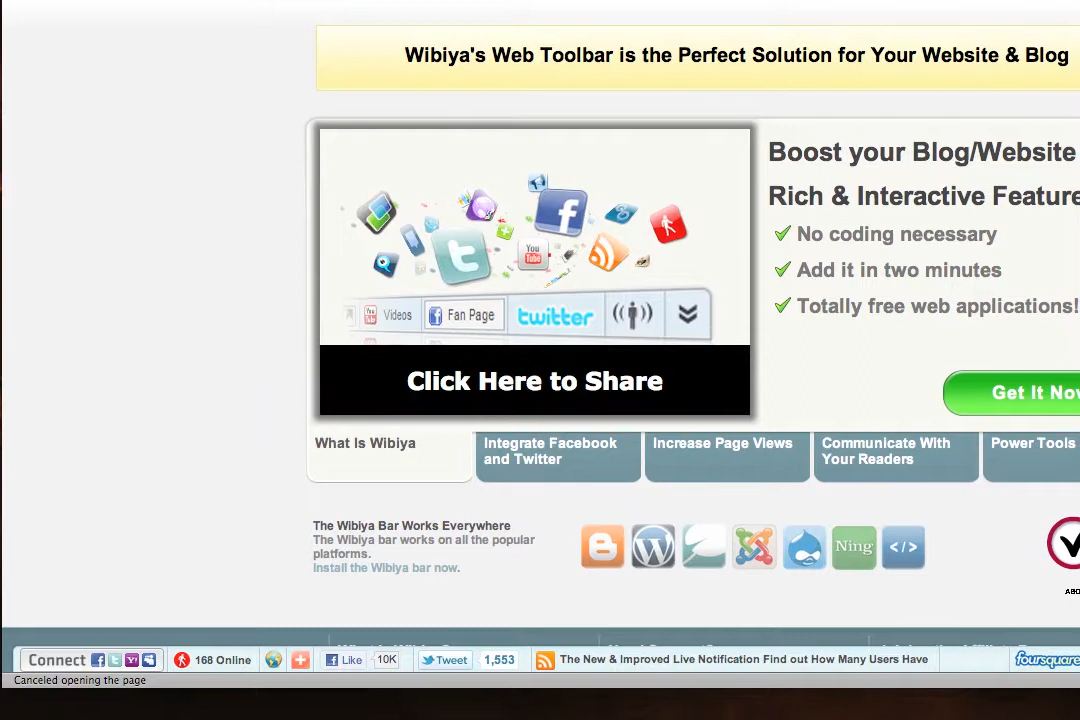 Wibiya's Web Toolbar is the Perfect Solution for Your Website & Blog
Boost your Blog/Website
Rich & Interactive Feature
No coding necessary
Add it in two minutes
Totally free web applications!
You
Tube
Videos
Fan Page
twitter
Click Here to Share
Get It Now
What Is Wibiya
Integrate Facebook
and Twitter
Increase Page Views
Communicate With
Your Readers
Power Tools
The Wibiya Bar Works Everywhere
The Wibiya bar works on all the popular
platforms.
Install the Wibiya bar now.
Ning
</>
ABO
Connect
168 Online
Like
10K
Tweet
1,553
The New & Improved Live Notification Find out How Many Users Have
foursquare
Canceled opening the page